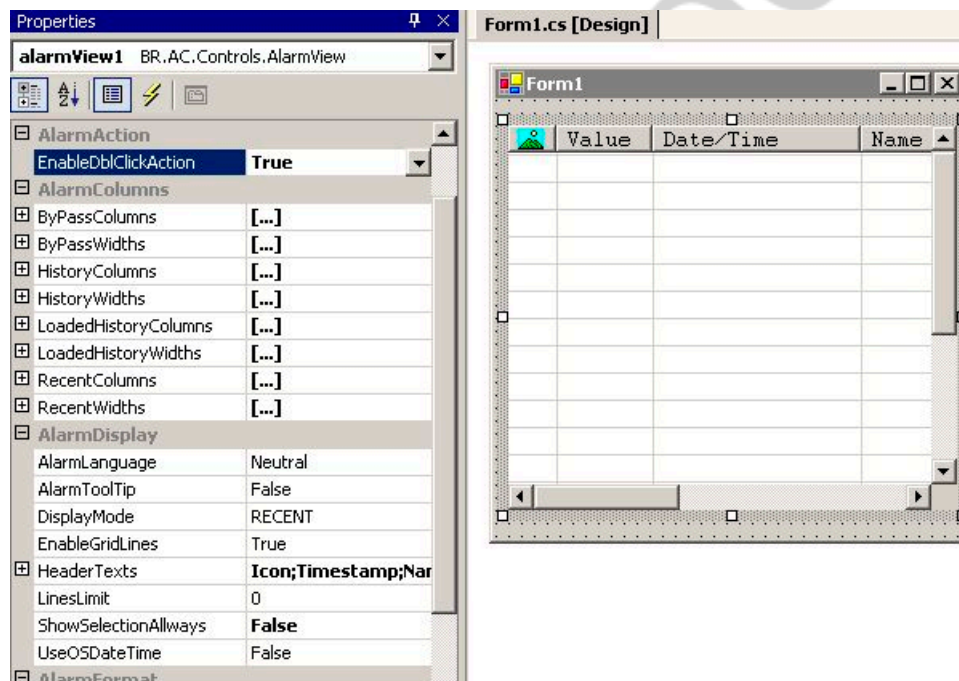 Properties
alarmView1 BR.AC.Controls.AlarmView
AlarmAction
EnableDblClickAction True
AlarmColumns
ByPassColumns [...]
ByPassWidths [...]
HistoryColumns [...]
HistoryWidths [...]
LoadedHistoryColumns [...]
LoadedHistoryWidths [...]
RecentColumns [...]
RecentWidths [...]
AlarmDisplay
AlarmLanguage Neutral
AlarmToolTip False
DisplayMode RECENT
EnableGridLines True
HeaderTexts Icon;Timestamp;Nar
LinesLimit 0
ShowSelectionAllways False
UseOSDateTime False
AlarmFormat
Form1.cs [Design]
Form1
Value Date/Time Name